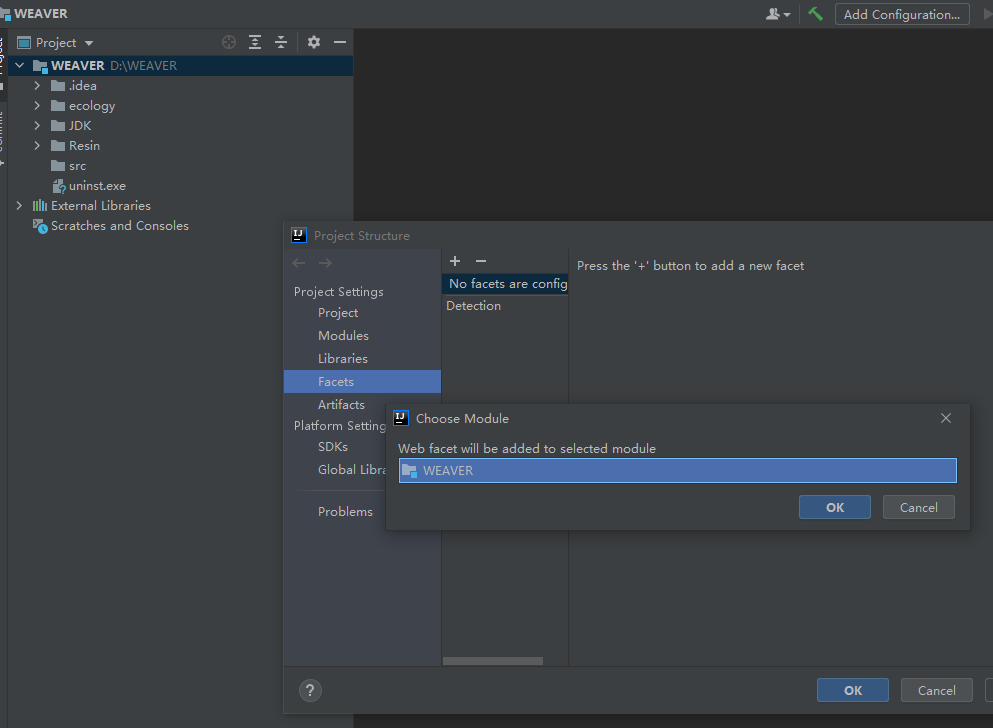 WEAVER
Add Configuration...
Project
WEAVER D:\WEAVER
.idea
ecology
JDK
Resin
src
uninst.exe
External Libraries
Scratches and Consoles
Project Structure
Press the '+' button to add a new facet
No facets are config
Detection
Project Settings
Project
Modules
Libraries
Facets
Artifacts
Platform Setting
SDKs
Global Libra
Problems
Choose Module
Web facet will be added to selected module
WEAVER
OK Cancel
? OK Cancel